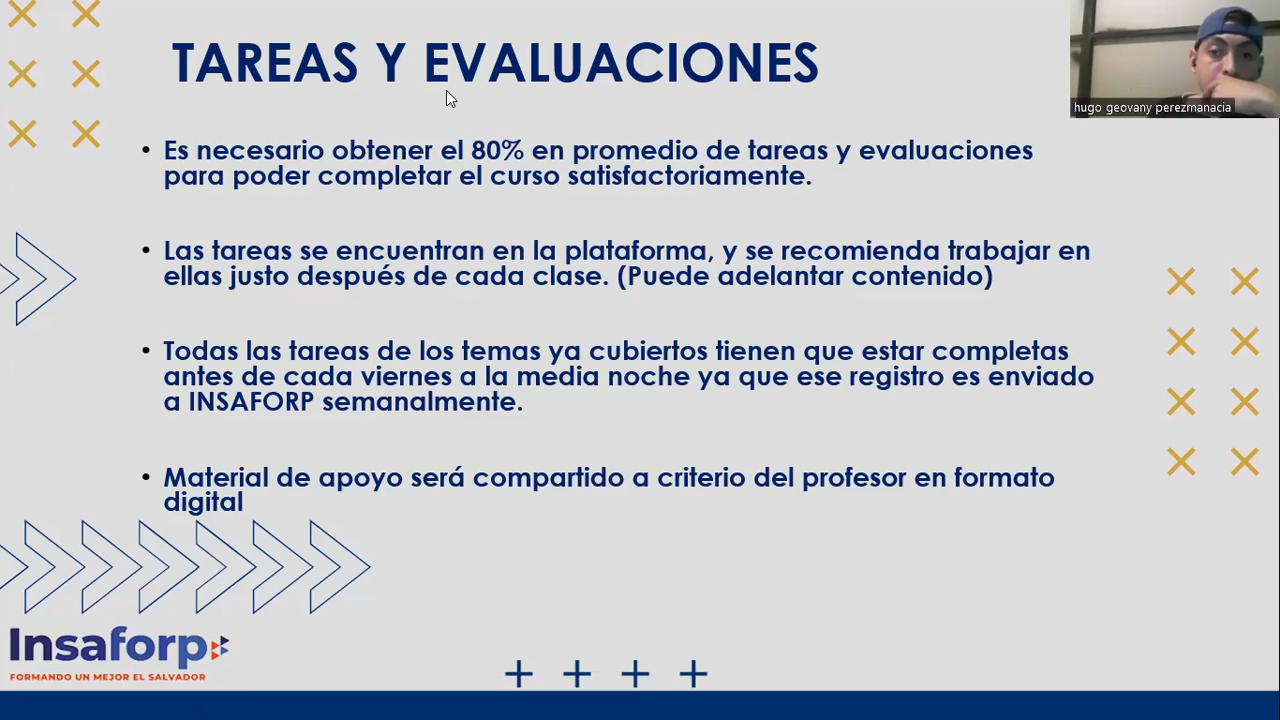 TAREAS Y EVALUACIONES
hugo geovany perezmanacia
• Es necesario obtener el 80% en promedio de tareas y evaluaciones
para poder completar el curso satisfactoriamente.
• Las tareas se encuentran en la plataforma, y se recomienda trabajar en
ellas justo después de cada clase. (Puede adelantar contenido)
• Todas las tareas de los temas ya cubiertos tienen que estar completas
antes de cada viernes a la media noche ya que ese registro es enviado
a INSAFORP semanalmente.
• Material de apoyo será compartido a criterio del profesor en formato
digital
Insaforp
FORMANDO UN MEJOR EL SALVADOR